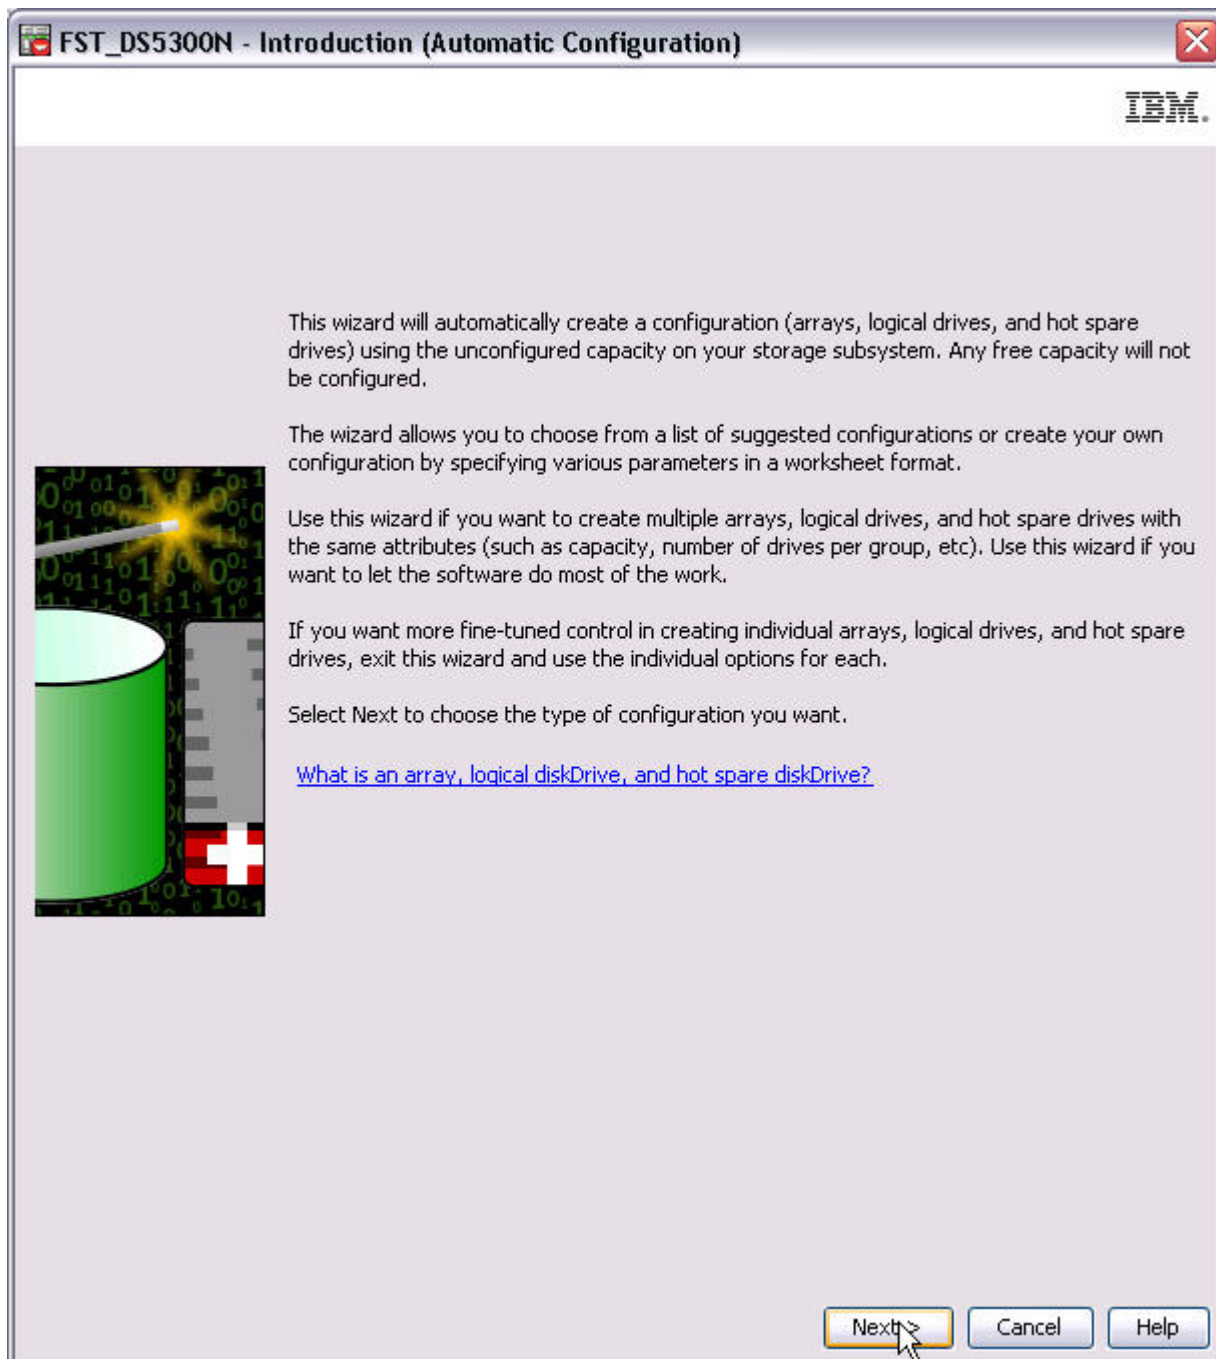 FST_DS5300N - Introduction (Automatic Configuration)
IBM.
This wizard will automatically create a configuration (arrays, logical drives, and hot spare
drives) using the unconfigured capacity on your storage subsystem. Any free capacity will not
be configured.
The wizard allows you to choose from a list of suggested configurations or create your own
configuration by specifying various parameters in a worksheet format.
Use this wizard if you want to create multiple arrays, logical drives, and hot spare drives with
the same attributes (such as capacity, number of drives per group, etc). Use this wizard if you
want to let the software do most of the work.
If you want more fine-tuned control in creating individual arrays, logical drives, and hot spare
drives, exit this wizard and use the individual options for each.
Select Next to choose the type of configuration you want.
What is an array, logical diskDrive, and hot spare diskDrive?
Next >
Cancel
Help